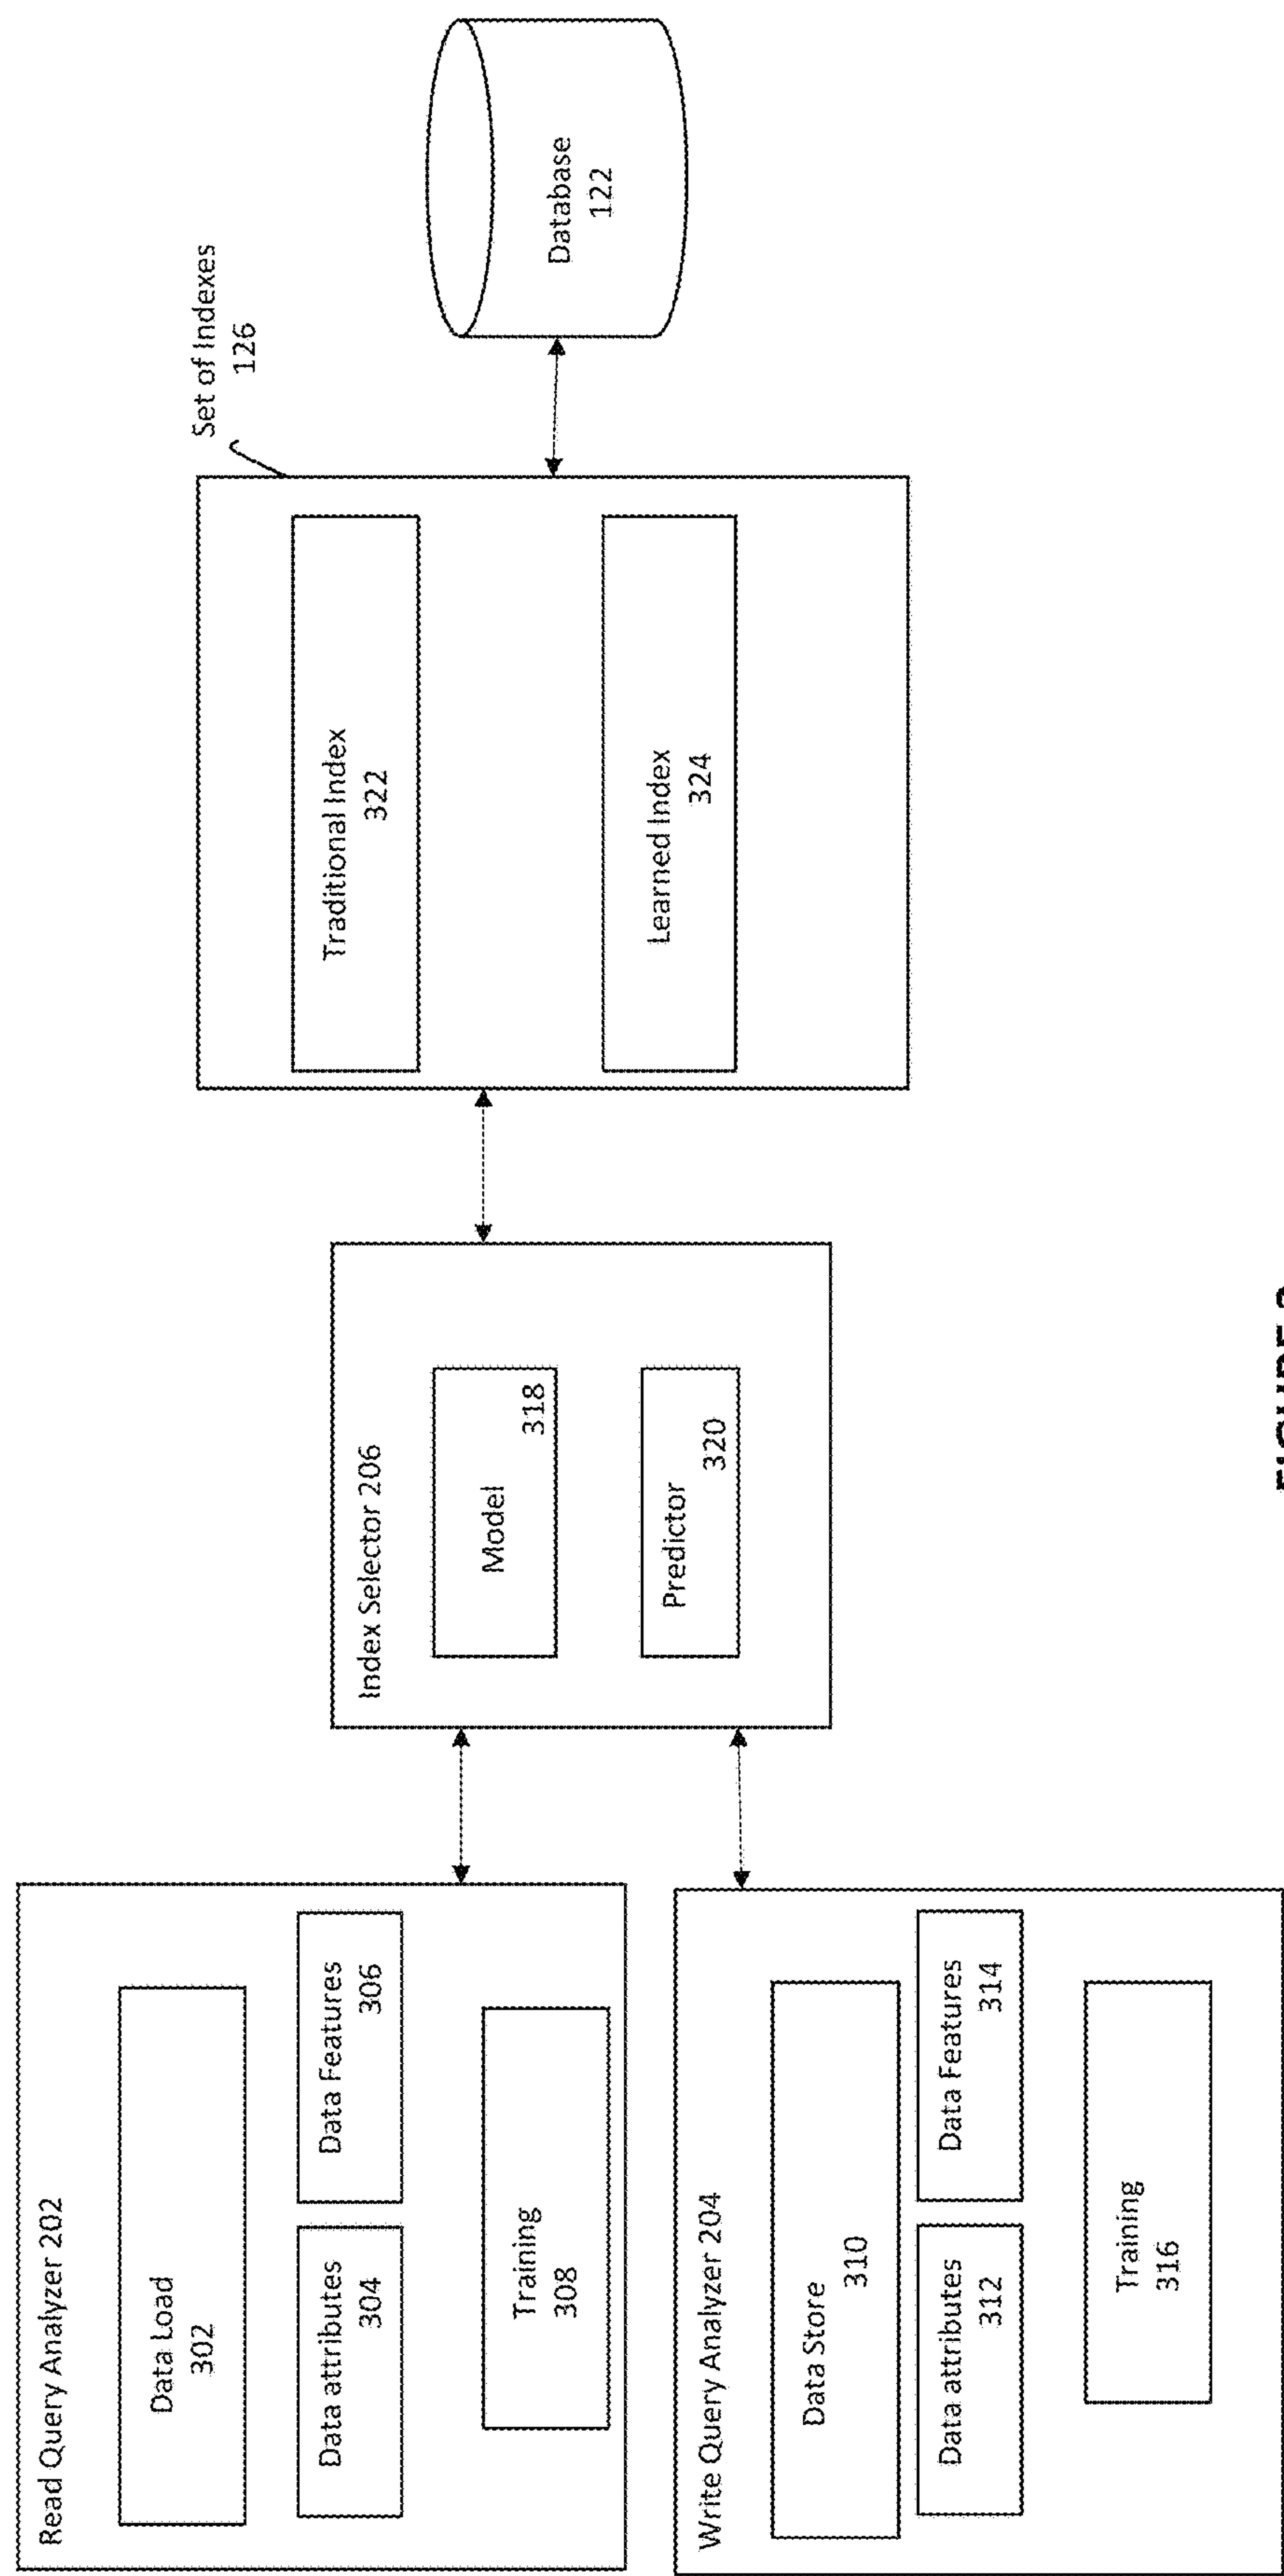 Read Query Analyzer 202
Data Load
302
Data attributes
304
Data Features
306
Training
308
Write Query Analyzer 204
Data Store
310
Data attributes
312
Data Features
314
Training
316
Index Selector 206
Model
318
Predictor
320
Set of Indexes
126
Traditional Index
322
Learned Index
324
Database
122
FIGURE